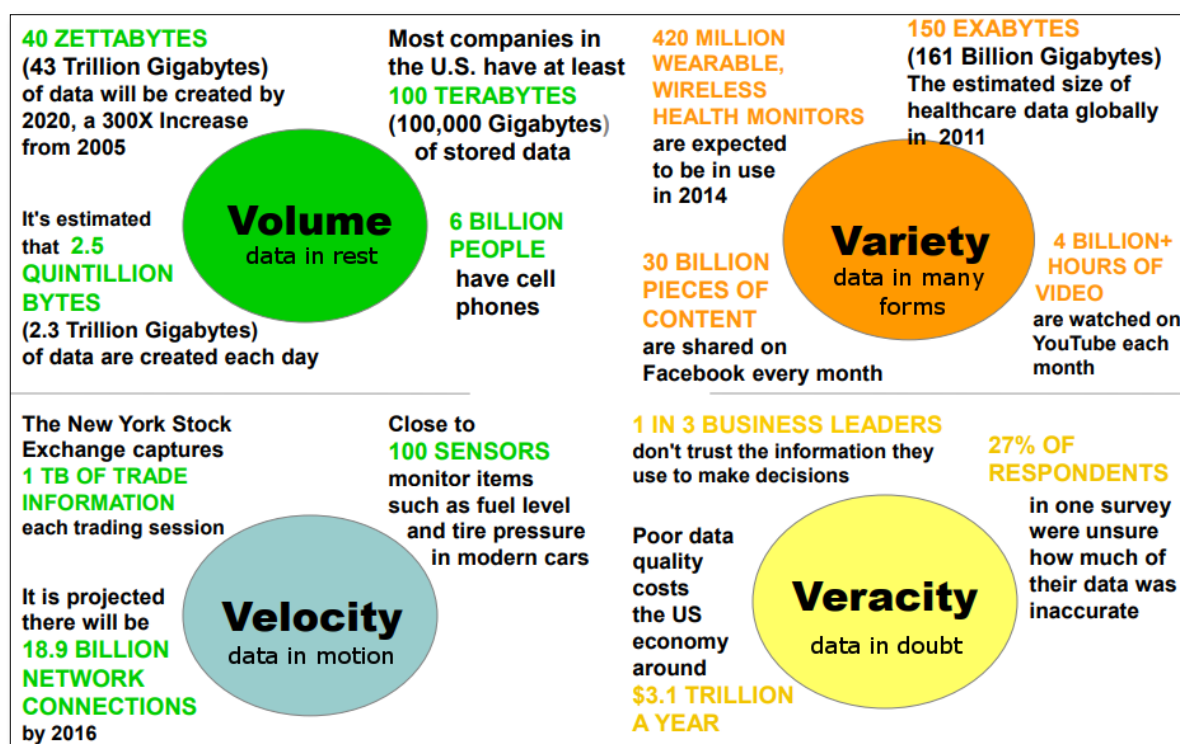 40 ZETTABYTES
(43 Trillion Gigabytes)
of data will be created by
2020, a 300X Increase
from 2005
Most companies in
the U.S. have at least
100 TERABYTES
(100,000 Gigabytes)
of stored data
Volume
data in rest
It's estimated
that 2.5
QUINTILLION
BYTES
(2.3 Trillion Gigabytes)
of data are created each day
6 BILLION
PEOPLE
have cell
phones
420 MILLION
WEARABLE,
WIRELESS
HEALTH MONITORS
are expected
to be in use
in 2014
150 EXABYTES
(161 Billion Gigabytes)
The estimated size of
healthcare data globally
in 2011
Variety
data in many
forms
30 BILLION
PIECES OF
CONTENT
are shared on
Facebook every month
4 BILLION+
HOURS OF
VIDEO
are watched on
YouTube each
month
The New York Stock
Exchange captures
1 TB OF TRADE
INFORMATION
each trading session
Close to
100 SENSORS
monitor items
such as fuel level
and tire pressure
in modern cars
Velocity
data in motion
It is projected
there will be
18.9 BILLION
NETWORK
CONNECTIONS
by 2016
1 IN 3 BUSINESS LEADERS
don't trust the information they
use to make decisions
27% OF
RESPONDENTS
in one survey
were unsure
how much of
their data was
inaccurate
Veracity
data in doubt
Poor data
quality
costs
the US
economy
around
$3.1 TRILLION
A YEAR